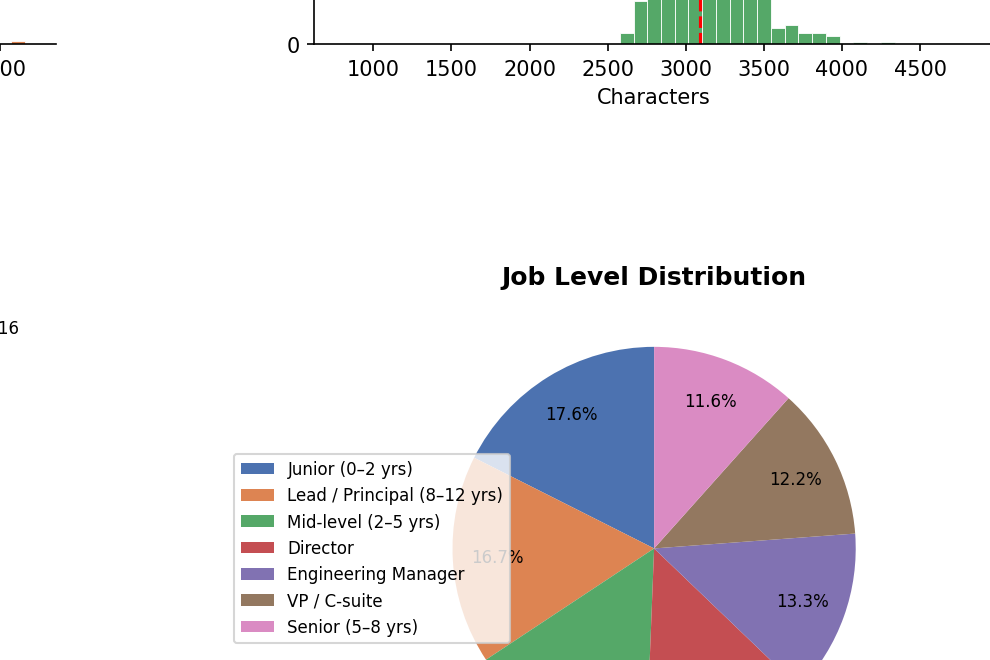 00
0
1000 1500 2000 2500 3000 3500 4000 4500
Characters
Job Level Distribution
16
17.6%
11.6%
12.2%
16.7%
13.3%
Junior (0–2 yrs)
Lead / Principal (8–12 yrs)
Mid-level (2–5 yrs)
Director
Engineering Manager
VP / C-suite
Senior (5–8 yrs)